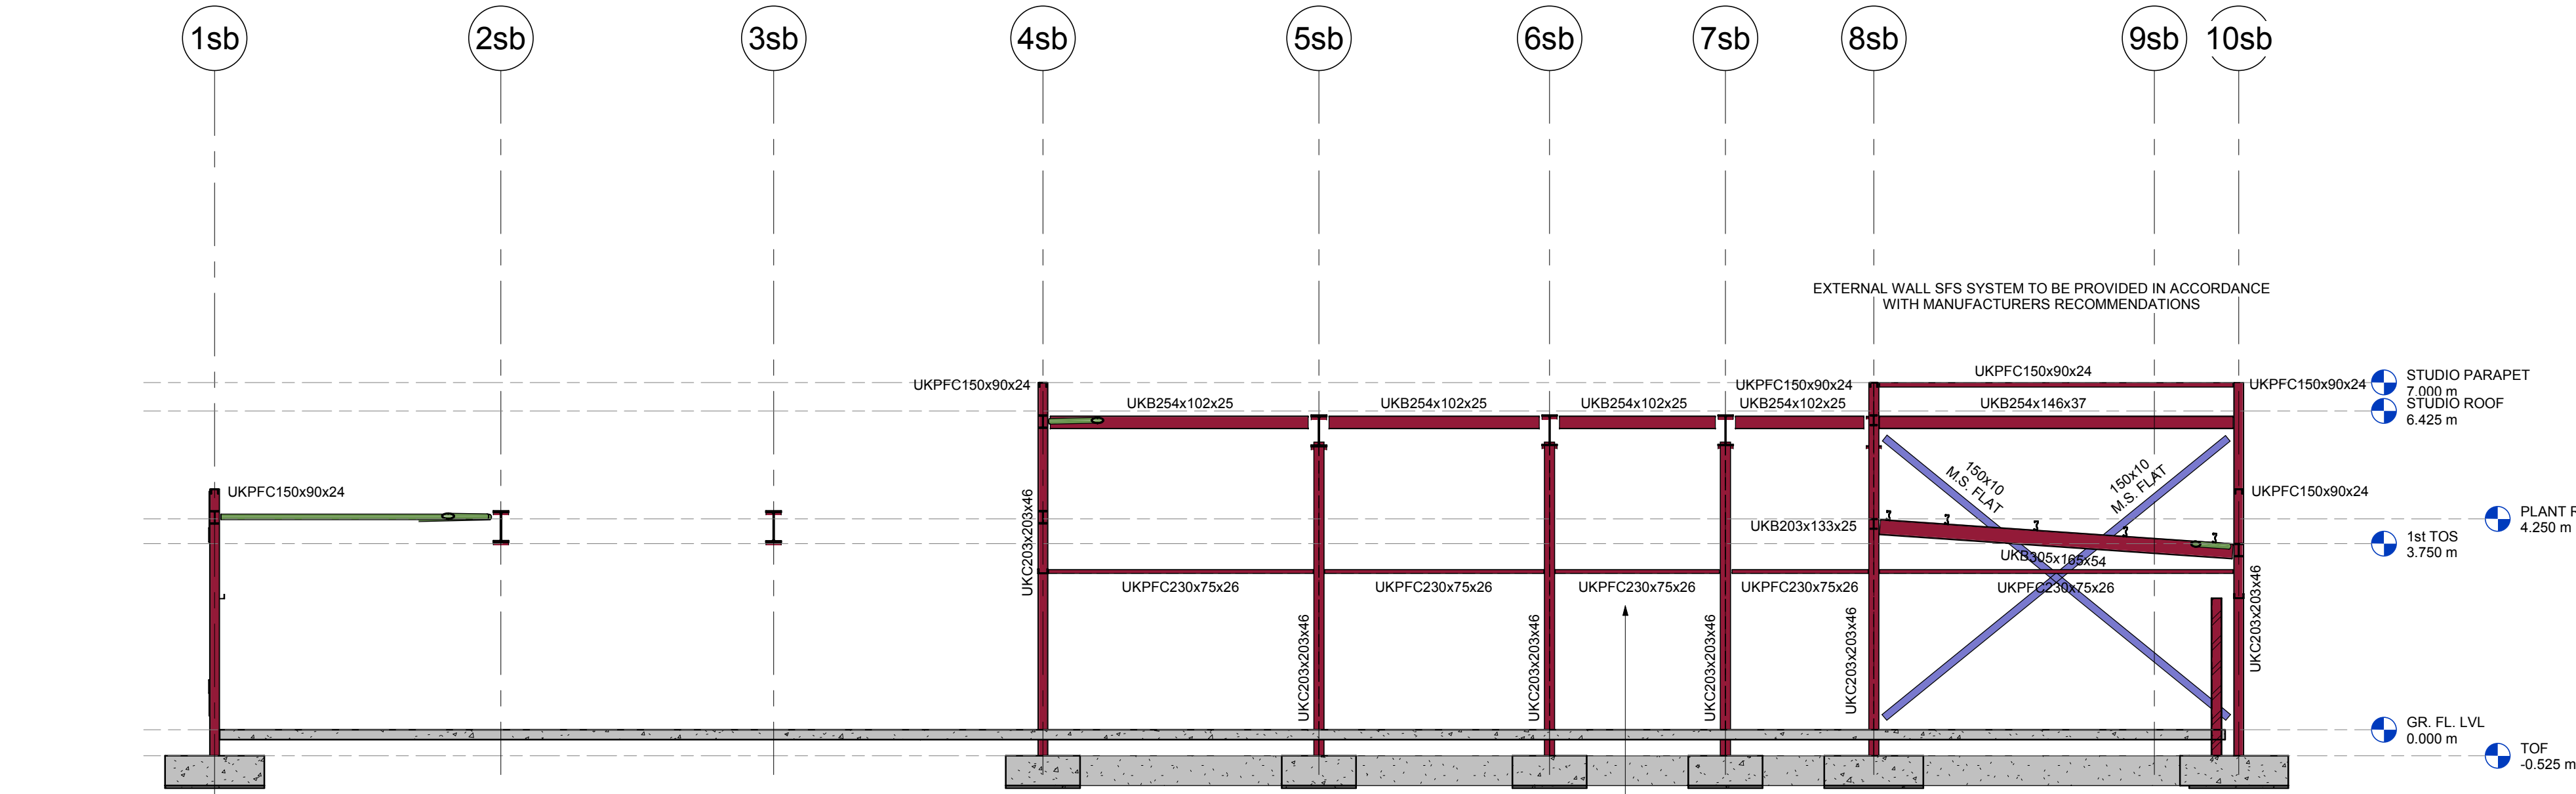 1sb
2sb
3sb
4sb
5sb
6sb
7sb
8sb
9sb
10sb
EXTERNAL WALL SFS SYSTEM TO BE PROVIDED IN ACCORDANCE
WITH MANUFACTURERS RECOMMENDATIONS
UKPFC150x90x24
UKPFC150x90x24
UKPFC150x90x24
UKPFC150x90x24
STUDIO PARAPET
7.000 m
UKB254x102x25
UKB254x102x25
UKB254x102x25
UKB254x102x25
UKB254x146x37
STUDIO ROOF
6.425 m
150x10
M.S. FLAT
150x10
M.S. FLAT
UKPFC150x90x24
UKPFC150x90x24
UKB203x133x25
PLANT R
4.250 m
1st TOS
3.750 m
UKC203x203x46
UKB305x165x54
UKPFC230x75x26
UKPFC230x75x26
UKPFC230x75x26
UKPFC230x75x26
UKPFC230x75x26
UKC203x203x46
UKC203x203x46
UKC203x203x46
UKC203x203x46
UKC203x203x46
GR. FL. LVL
0.000 m
TOF
-0.525 m